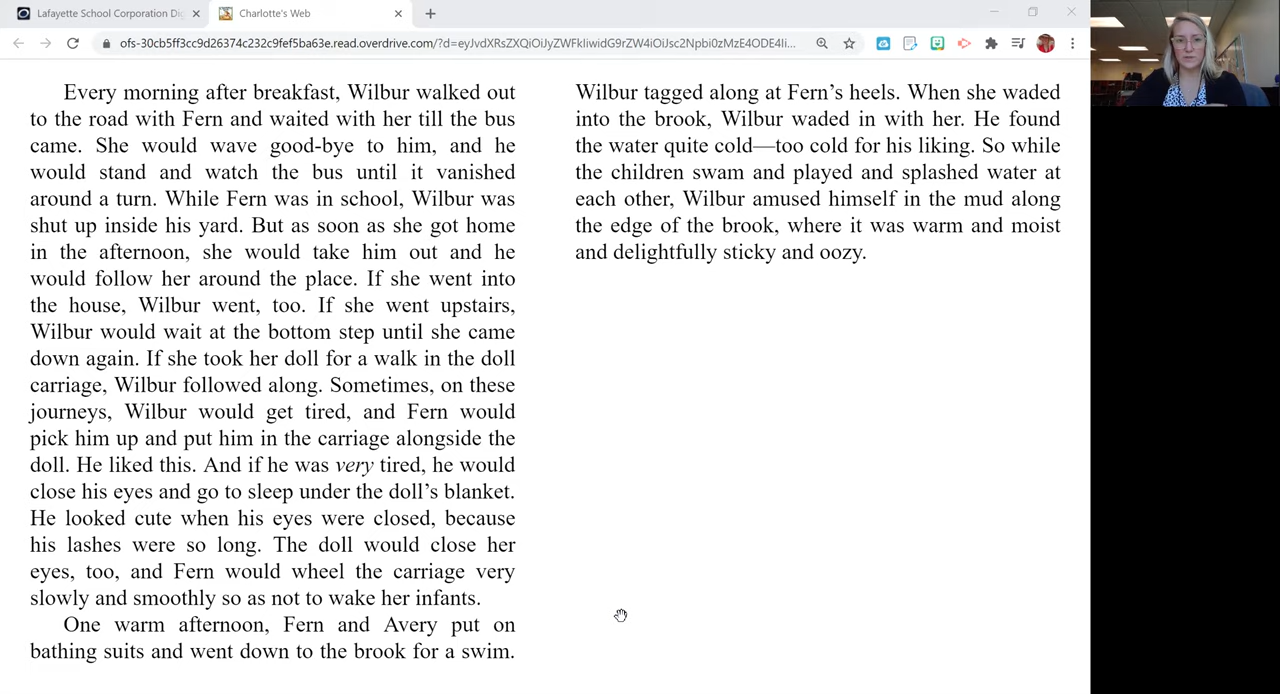 Lafayette School Corporation Di
Charlotte's Web
ofs-30cb5ff3cc9d26374c232c9fef5ba63e.read.overdrive.com/?d=eyJvdXRsZXQiOiJyZWFkIiwidG9rZW4iOiJsc2Npbi0zMzE4ODE4Ii...
Every morning after breakfast, Wilbur walked out
to the road with Fern and waited with her till the bus
came. She would wave good-bye to him, and he
would stand and watch the bus until it vanished
around a turn. While Fern was in school, Wilbur was
shut up inside his yard. But as soon as she got home
in the afternoon, she would take him out and he
would follow her around the place. If she went into
the house, Wilbur went, too. If she went upstairs,
Wilbur would wait at the bottom step until she came
down again. If she took her doll for a walk in the doll
carriage, Wilbur followed along. Sometimes, on these
journeys, Wilbur would get tired, and Fern would
pick him up and put him in the carriage alongside the
doll. He liked this. And if he was very tired, he would
close his eyes and go to sleep under the doll’s blanket.
He looked cute when his eyes were closed, because
his lashes were so long. The doll would close her
eyes, too, and Fern would wheel the carriage very
slowly and smoothly so as not to wake her infants.
One warm afternoon, Fern and Avery put on
bathing suits and went down to the brook for a swim.
Wilbur tagged along at Fern’s heels. When she waded
into the brook, Wilbur waded in with her. He found
the water quite cold—too cold for his liking. So while
the children swam and played and splashed water at
each other, Wilbur amused himself in the mud along
the edge of the brook, where it was warm and moist
and delightfully sticky and oozy.